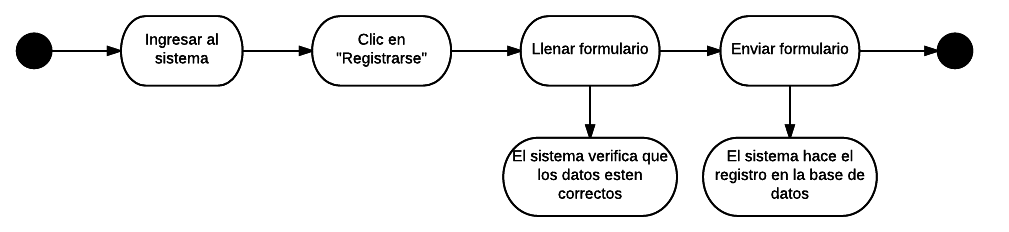 Ingresar al
sistema
Clic en
"Registrarse"
Llenar formulario
Enviar formulario
El sistema verifica que
los datos esten
correctos
El sistema hace el
registro en la base de
datos